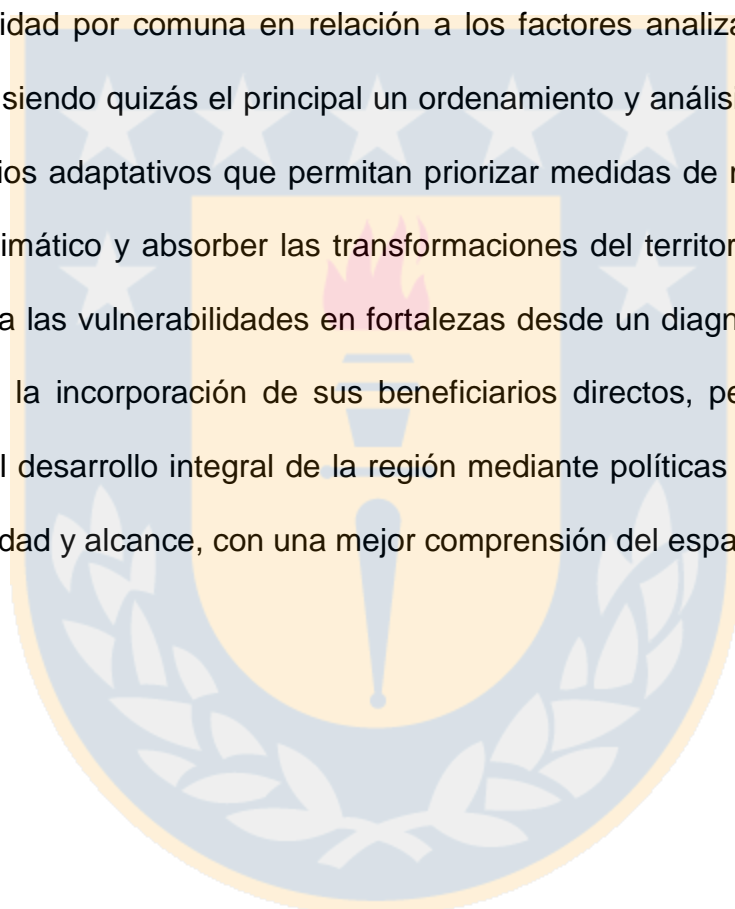 idad por comuna en relación a los factores analiza
siendo quizás el principal un ordenamiento y análisi
ios adaptativos que permitan priorizar medidas de
imático y absorber las transformaciones del territor
a las vulnerabilidades en fortalezas desde un diagn
la incorporación de sus beneficiarios directos, pe
l desarrollo integral de la región mediante políticas
dad y alcance, con una mejor comprensión del espa